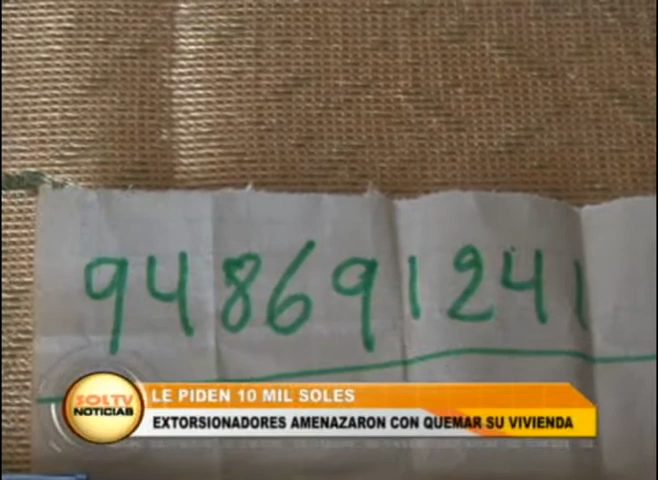 948691241
LE PIDEN 10 MIL SOLES
SOLTV
NOTICIAS
EXTORSIONADORES AMENAZARON CON QUEMAR SU VIVIENDA